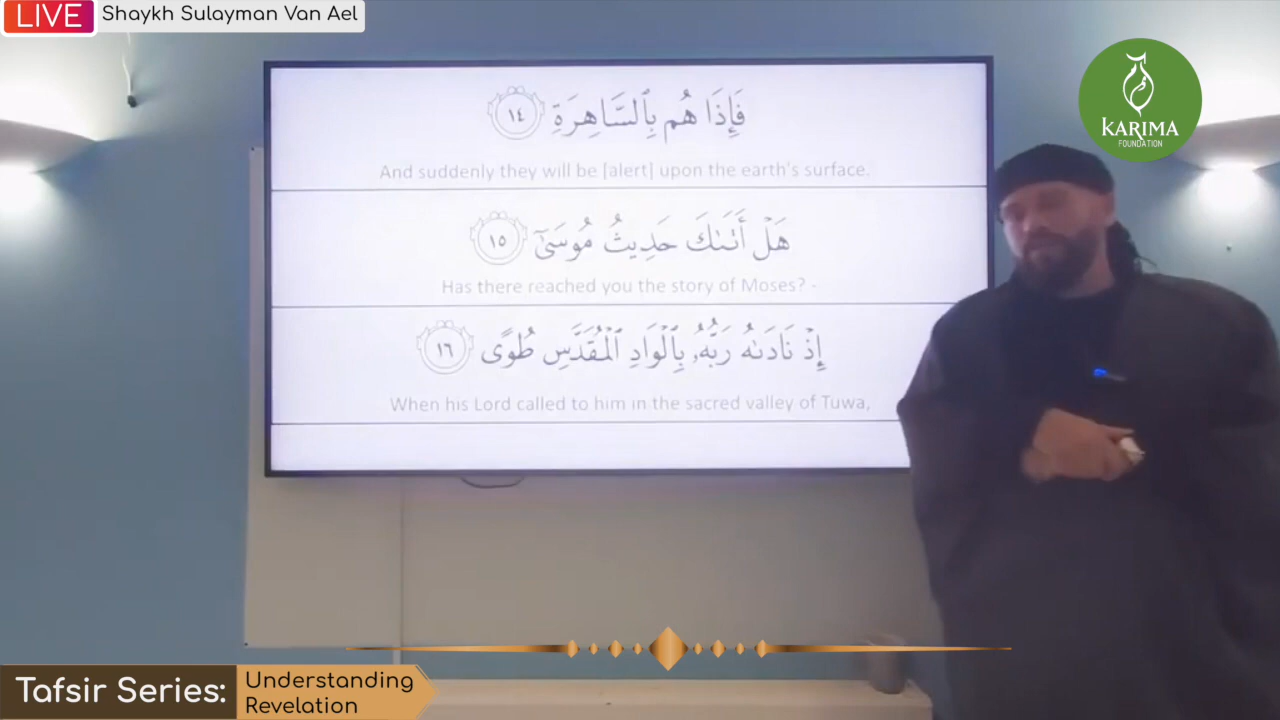 LIVE
Shaykh Sulayman Van Ael
KARIMA
FOUNDATION
فَإِذَا هُم بِٱلسَّاهِرَةِ ١٤
And suddenly they will be [alert] upon the earth's surface.
هَلۡ أَتَىٰكَ حَدِيثُ مُوسَىٰٓ ١٥
Has there reached you the story of Moses? -
إِذۡ نَادَىٰهُ رَبُّهُۥ بِٱلۡوَادِ ٱلۡمُقَدَّسِ طُوًى ١٦
When his Lord called to him in the sacred valley of Tuwa,
Tafsir Series:
Understanding
Revelation